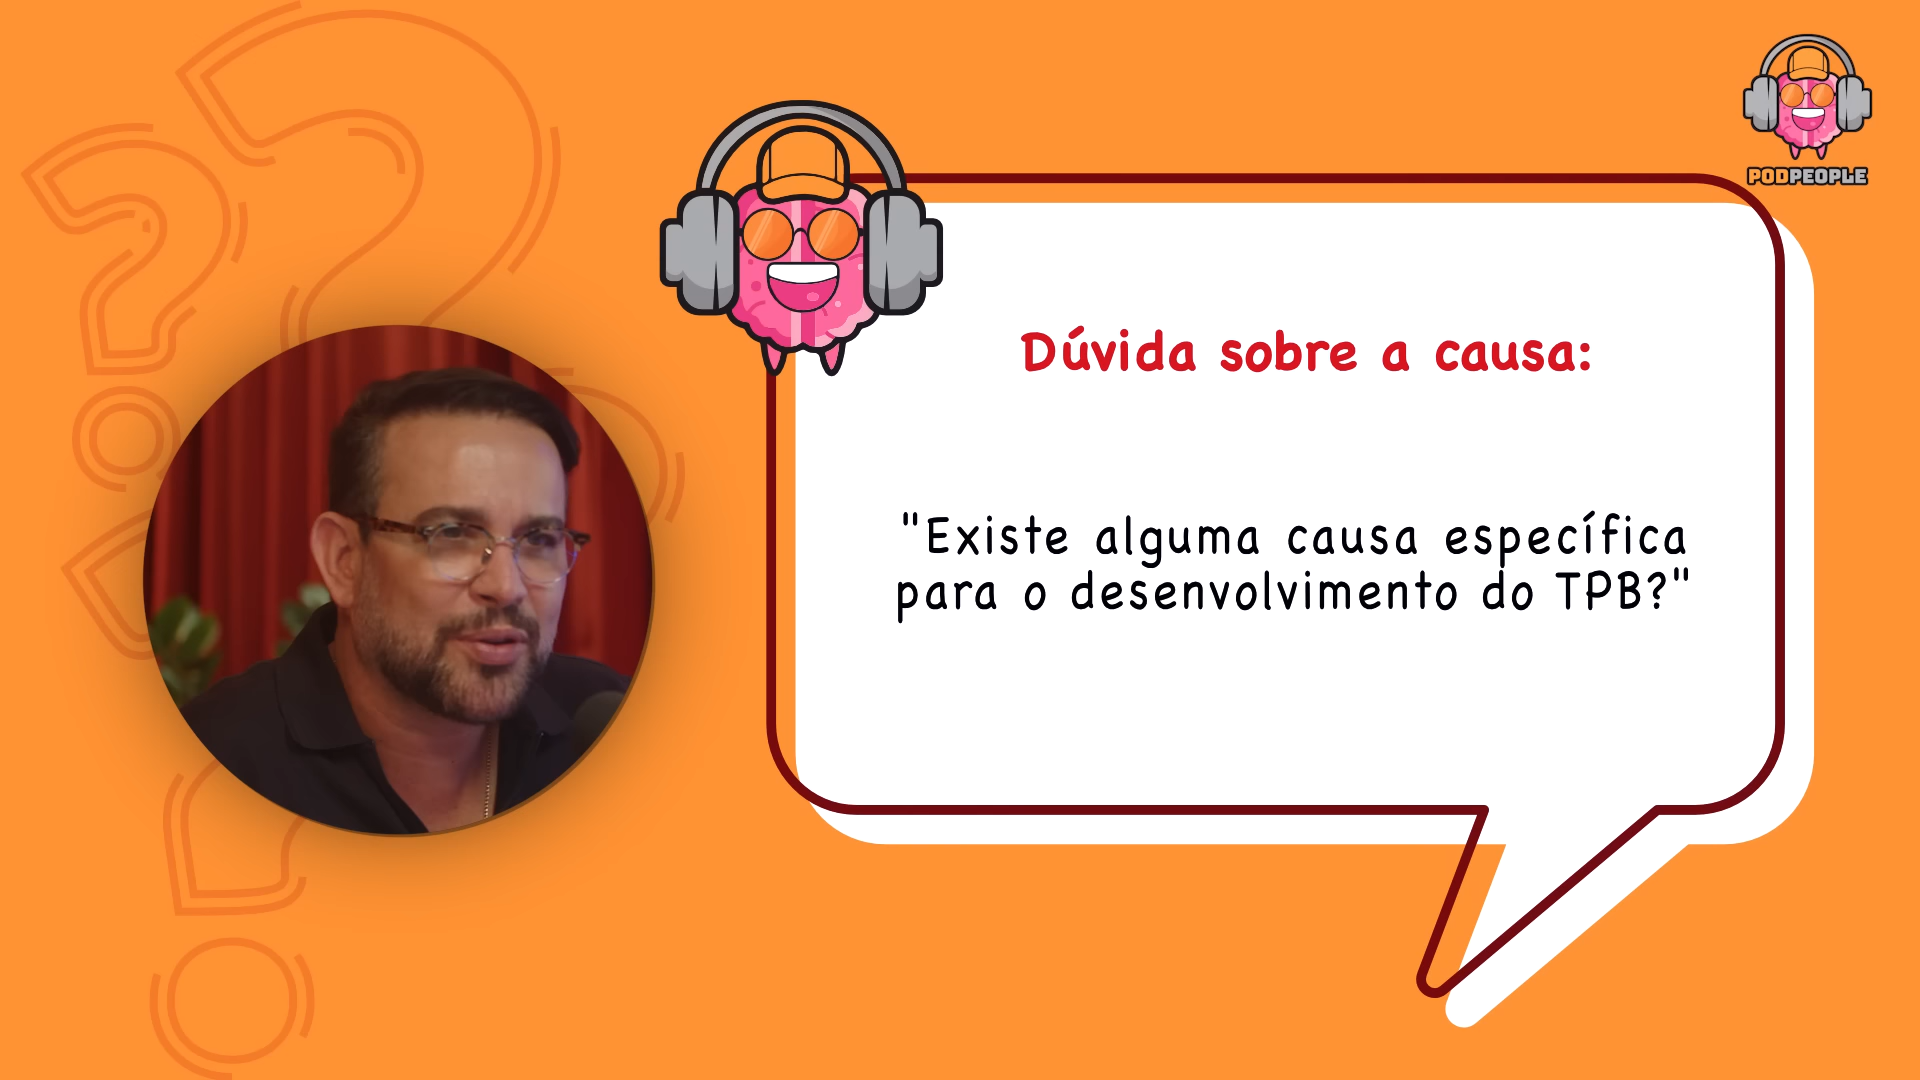 PODPEOPLE
Dúvida sobre a causa:
"Existe alguma causa específica
para o desenvolvimento do TPB?"